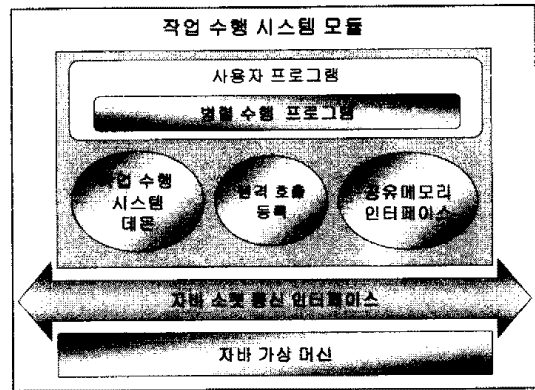 작업 수행 시스템 모듈
사용자 프로그램
병렬 수행 프로그램
작업 수행
시스템
데몬
원격 호출
등록
공유메모리
인터페이스
자바 소켓 통신 인터페이스
자바 가상 머신